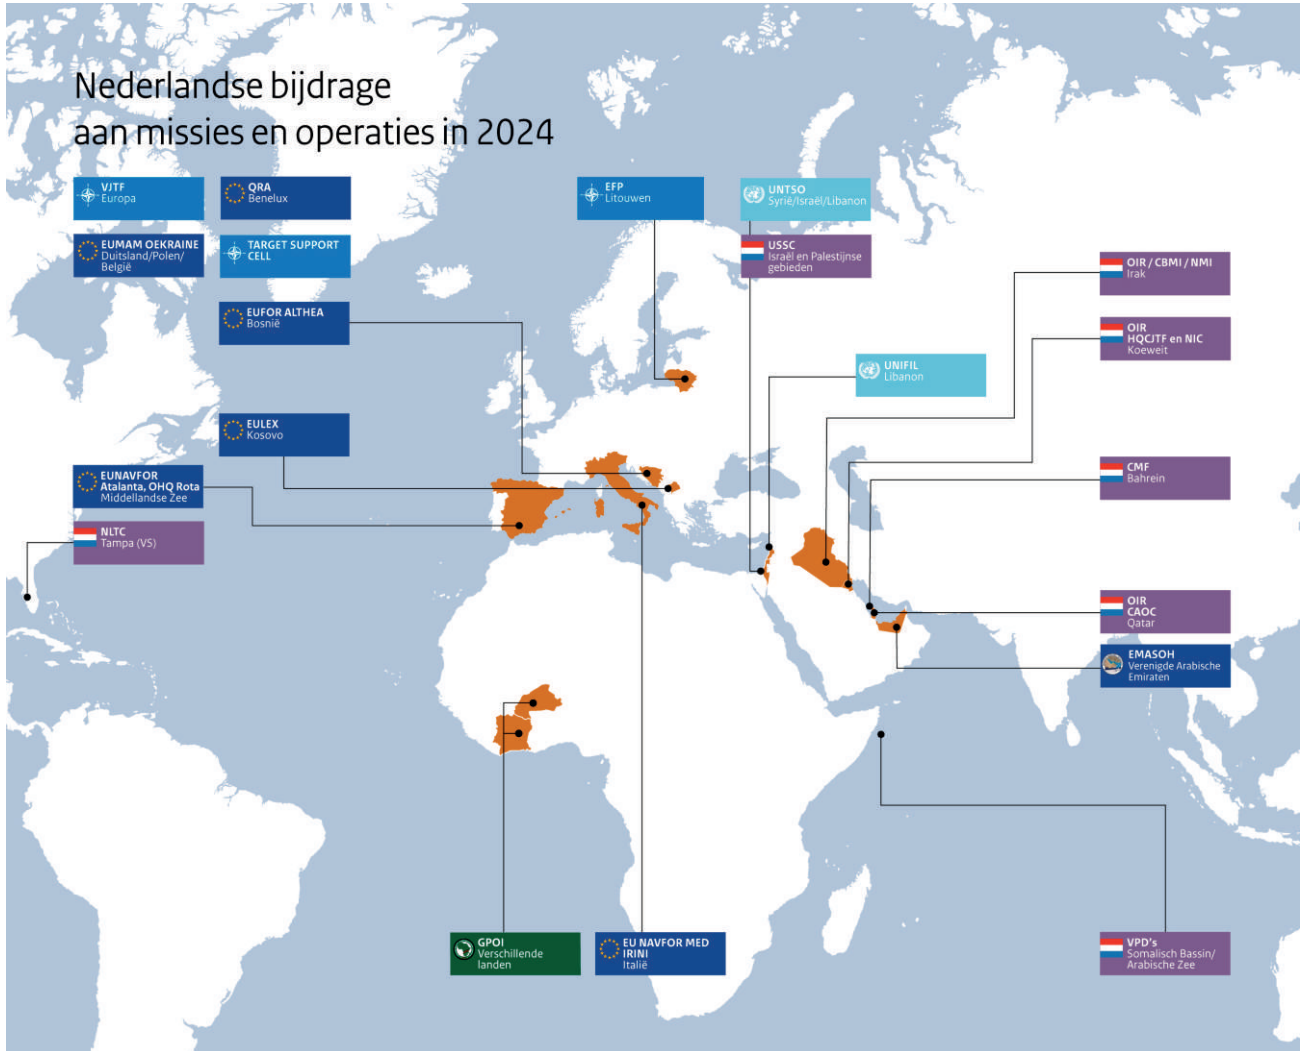 Nederlandse bijdrage
aan missies en operaties in 2024
VJTF
Europa
QRA
Benelux
EUMAM OEKRAINE
Duitsland/Polen/
België
TARGET SUPPORT
CELL
EUFOR ALTHEA
Bosnië
EULEX
Kosovo
EUNAVFOR
Atalanta, OHQ Rota
Middellandse Zee
NLTC
Tampa (VS)
EFP
Litouwen
UNTSO
Syrië/Israël/Libanon
USSC
Israël en Palestijnse
gebieden
UNIFIL
Libanon
OIR / CBMI / NMI
Irak
OIR
HQCJTF en NIC
Koeweit
CMF
Bahrein
OIR
CAOC
Qatar
EMASOH
Verenigde Arabische
Emiraten
GPOI
Verschillende
landen
EU NAVFOR MED
IRINI
Italië
VPD's
Somalisch Bassin/
Arabische Zee